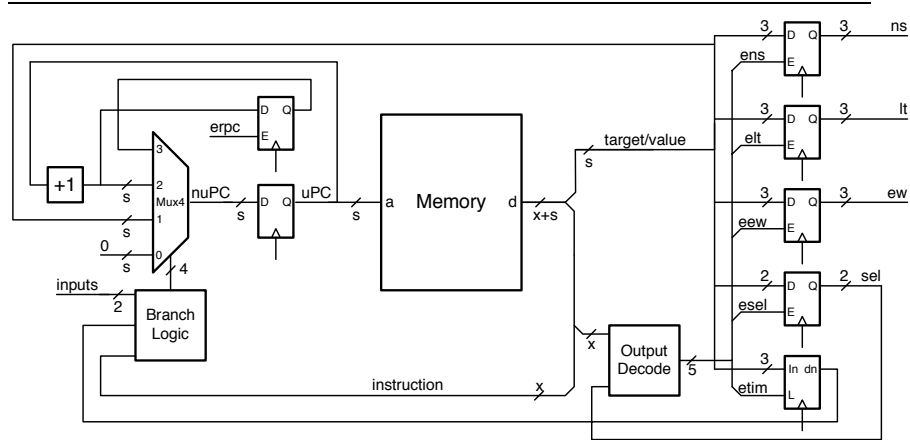 3 D Q 3 ns
ens E
D Q
erpc E
3 D Q 3 lt
target/value
s
elt E
3
+1 2 s Mux4 nuPC s D Q uPC s a Memory d x+s
1 s
0 s 0
3 D Q 3 ew
eew E
4
inputs 2
Branch Logic
2 D Q 2 sel
esel E
x
Output Decode 5
3 In dn
etim L
instruction x